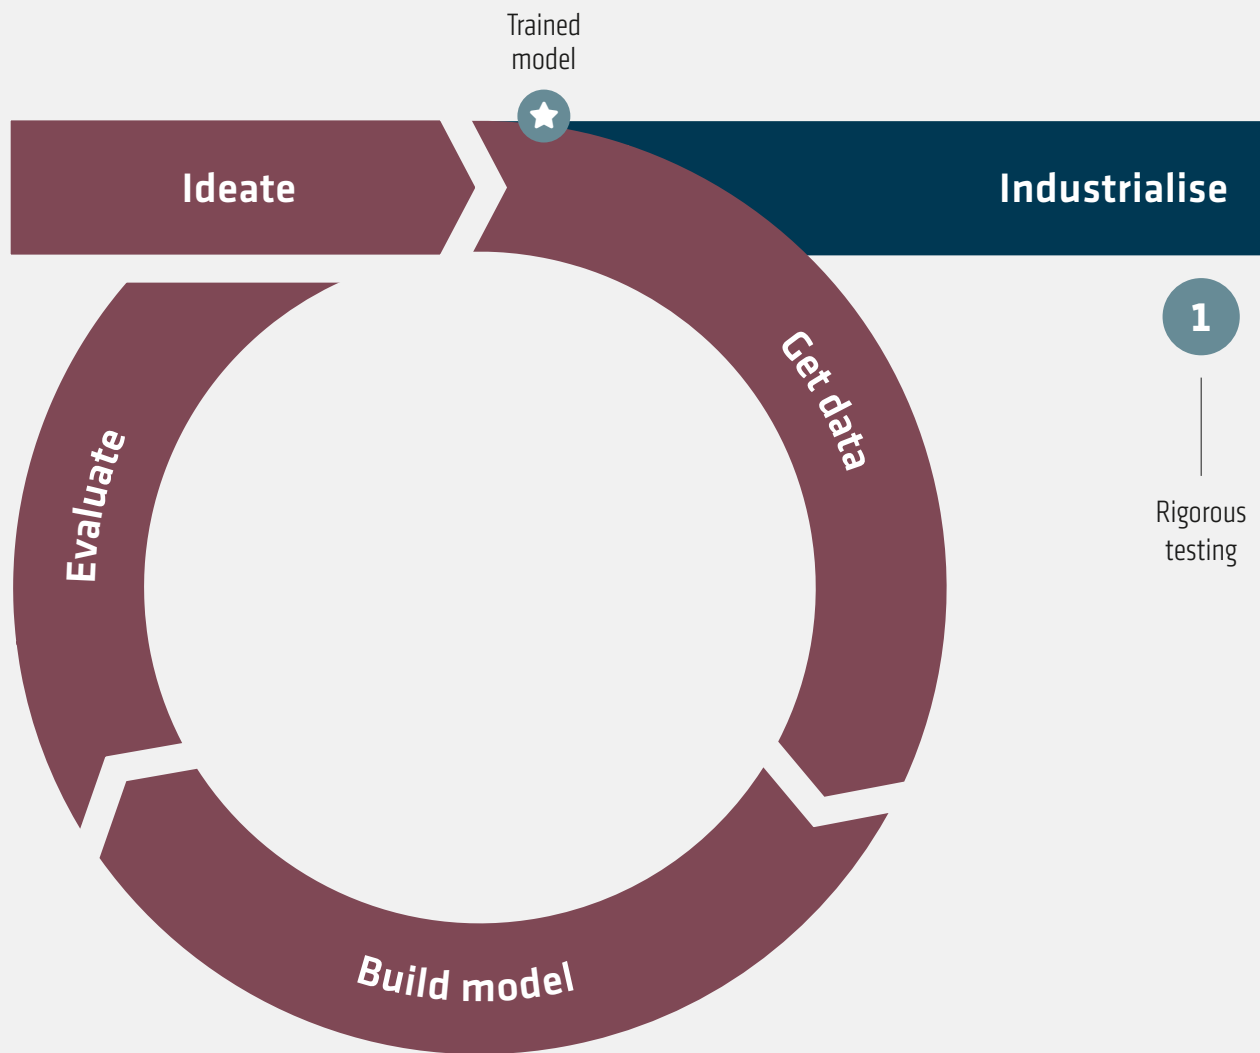 Trained
model
Ideate
Industrialise
1
Get data
Rigorous
testing
Evaluate
Build model